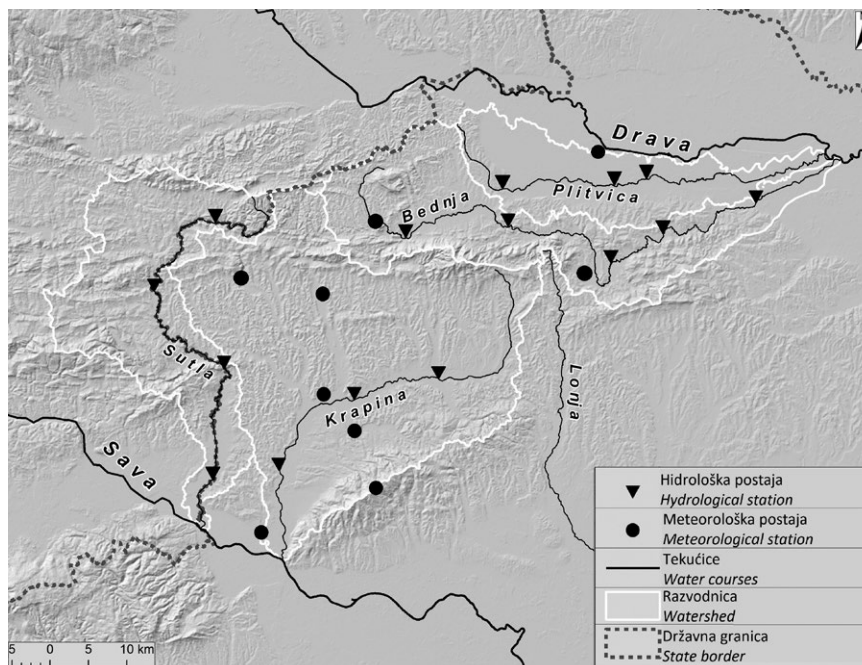 Drava
Plitvica
Bednja
Sutla
Krapina
Lonja
Sava
Hidrološka postaja
Hydrological station
Meteorološka postaja
Meteorological station
Tekućice
Water courses
Razvodnica
Watershed
Državna granica
State border
5 0 5 10 km